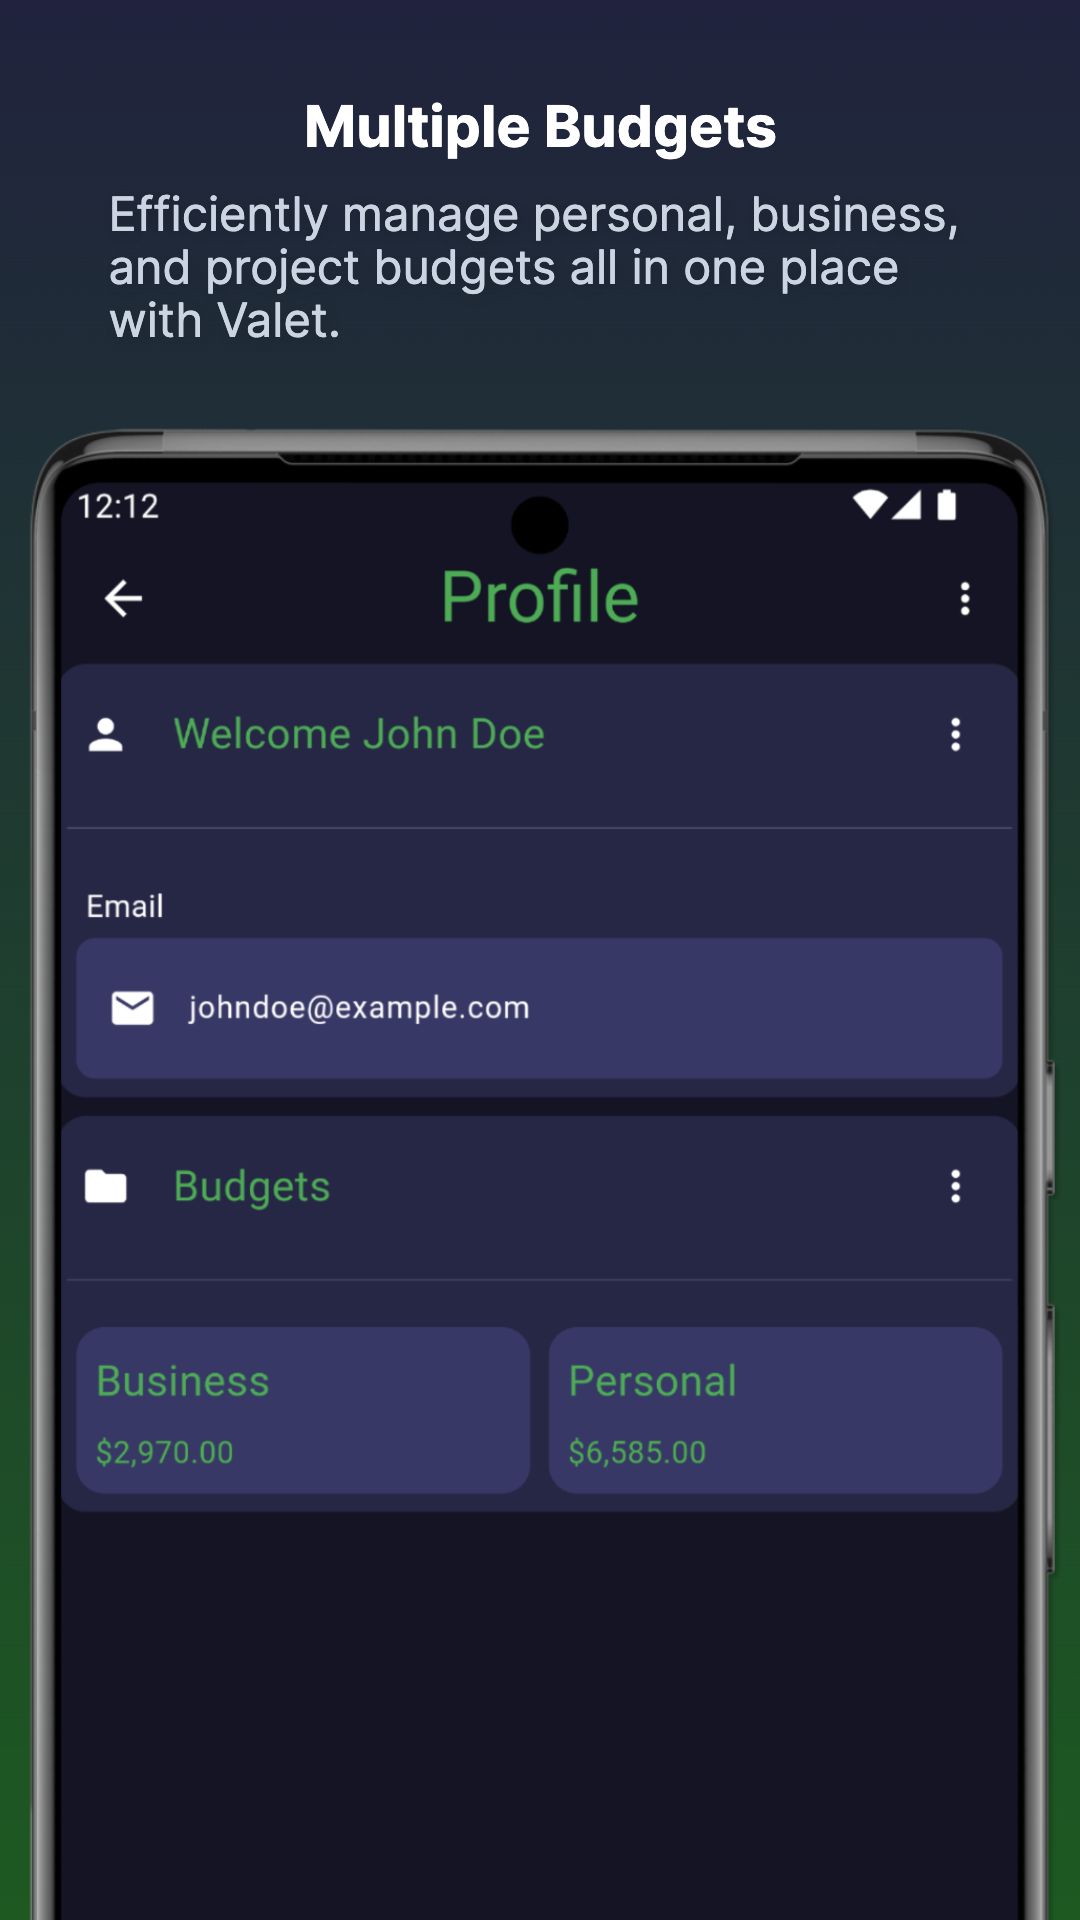 Multiple Budgets
Efficiently manage personal, business,
and project budgets all in one place
with Valet.
12:12
Profile
Welcome John Doe
Email
johndoe@example.com
Budgets
Business
$2,970.00
Personal
$6,585.00